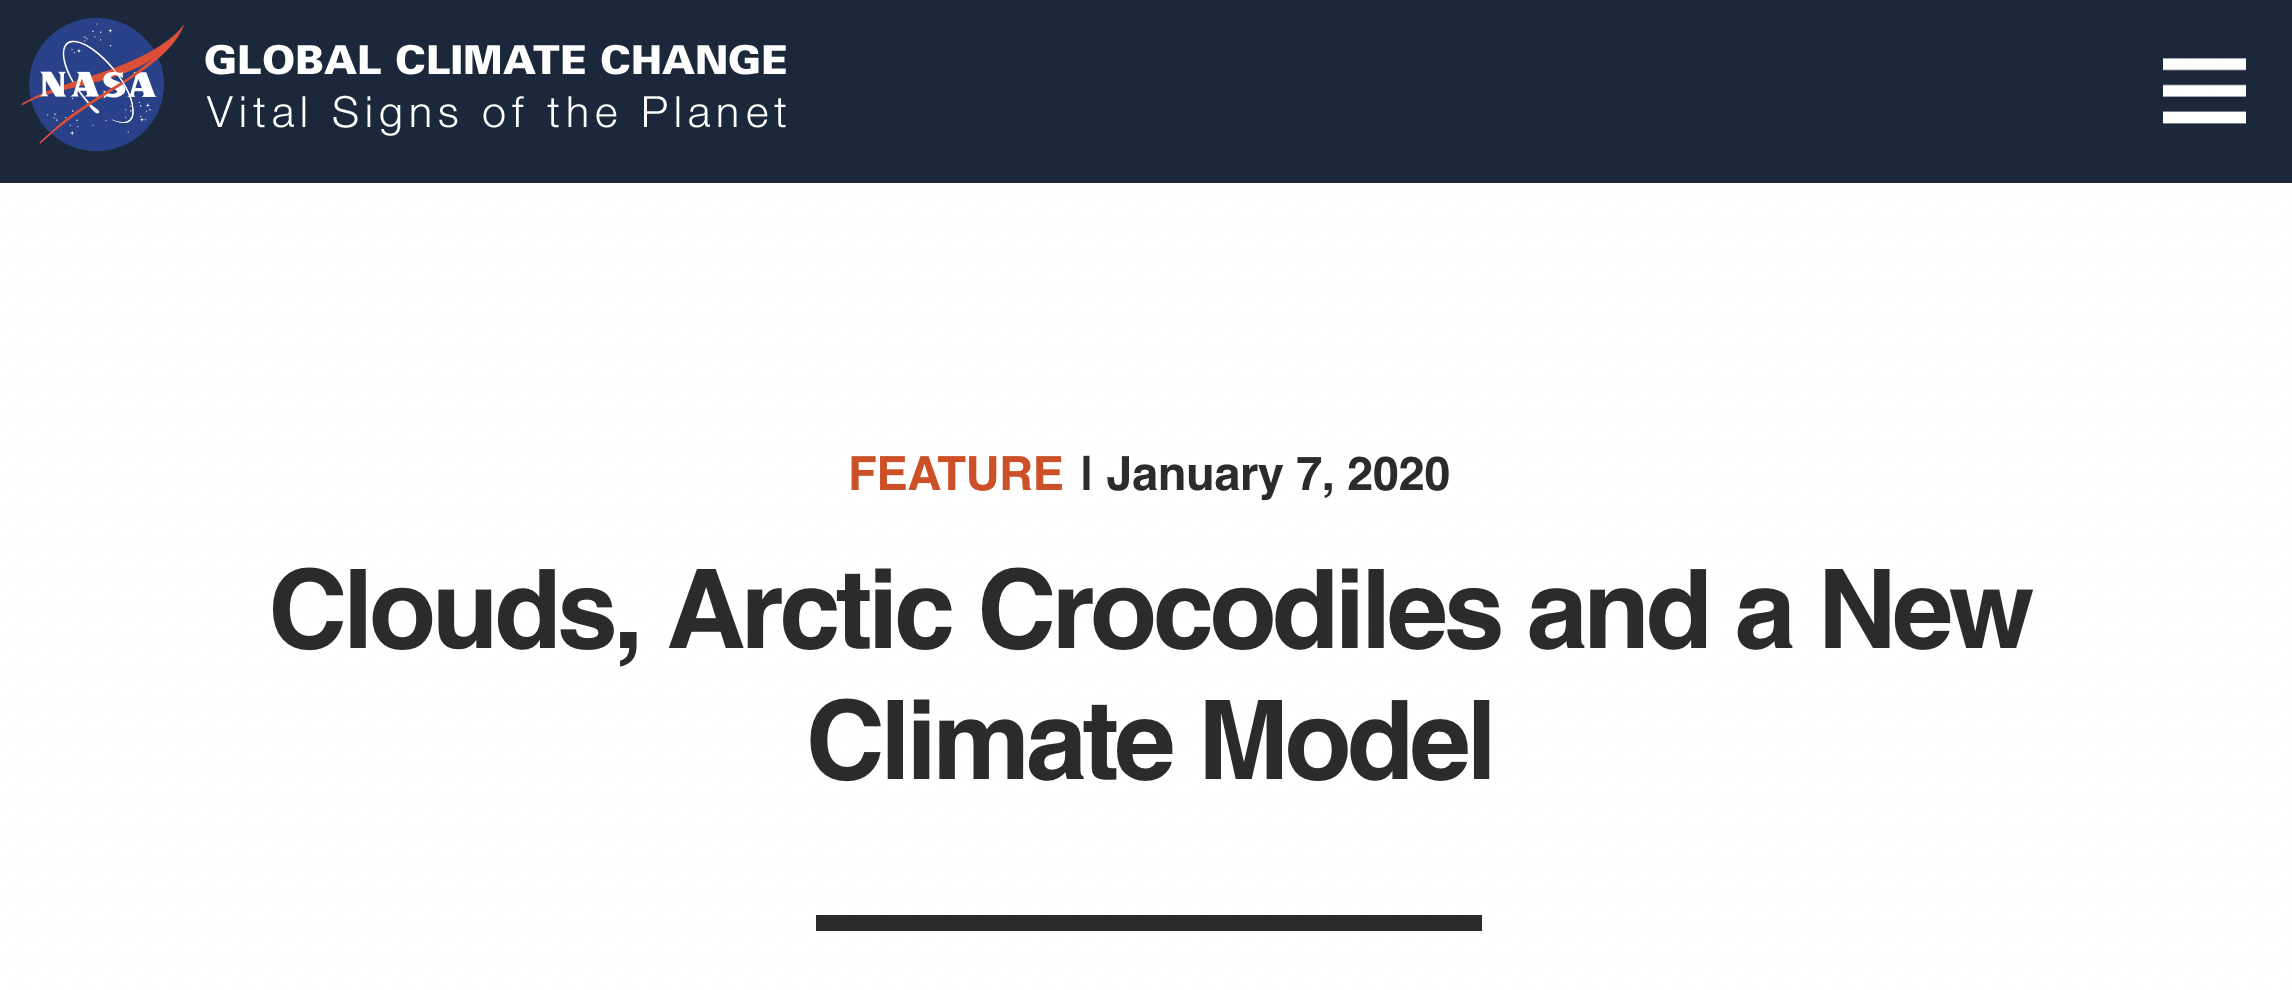 NASA
GLOBAL CLIMATE CHANGE
Vital Signs of the Planet
FEATURE | January 7, 2020
Clouds, Arctic Crocodiles and a New
Climate Model